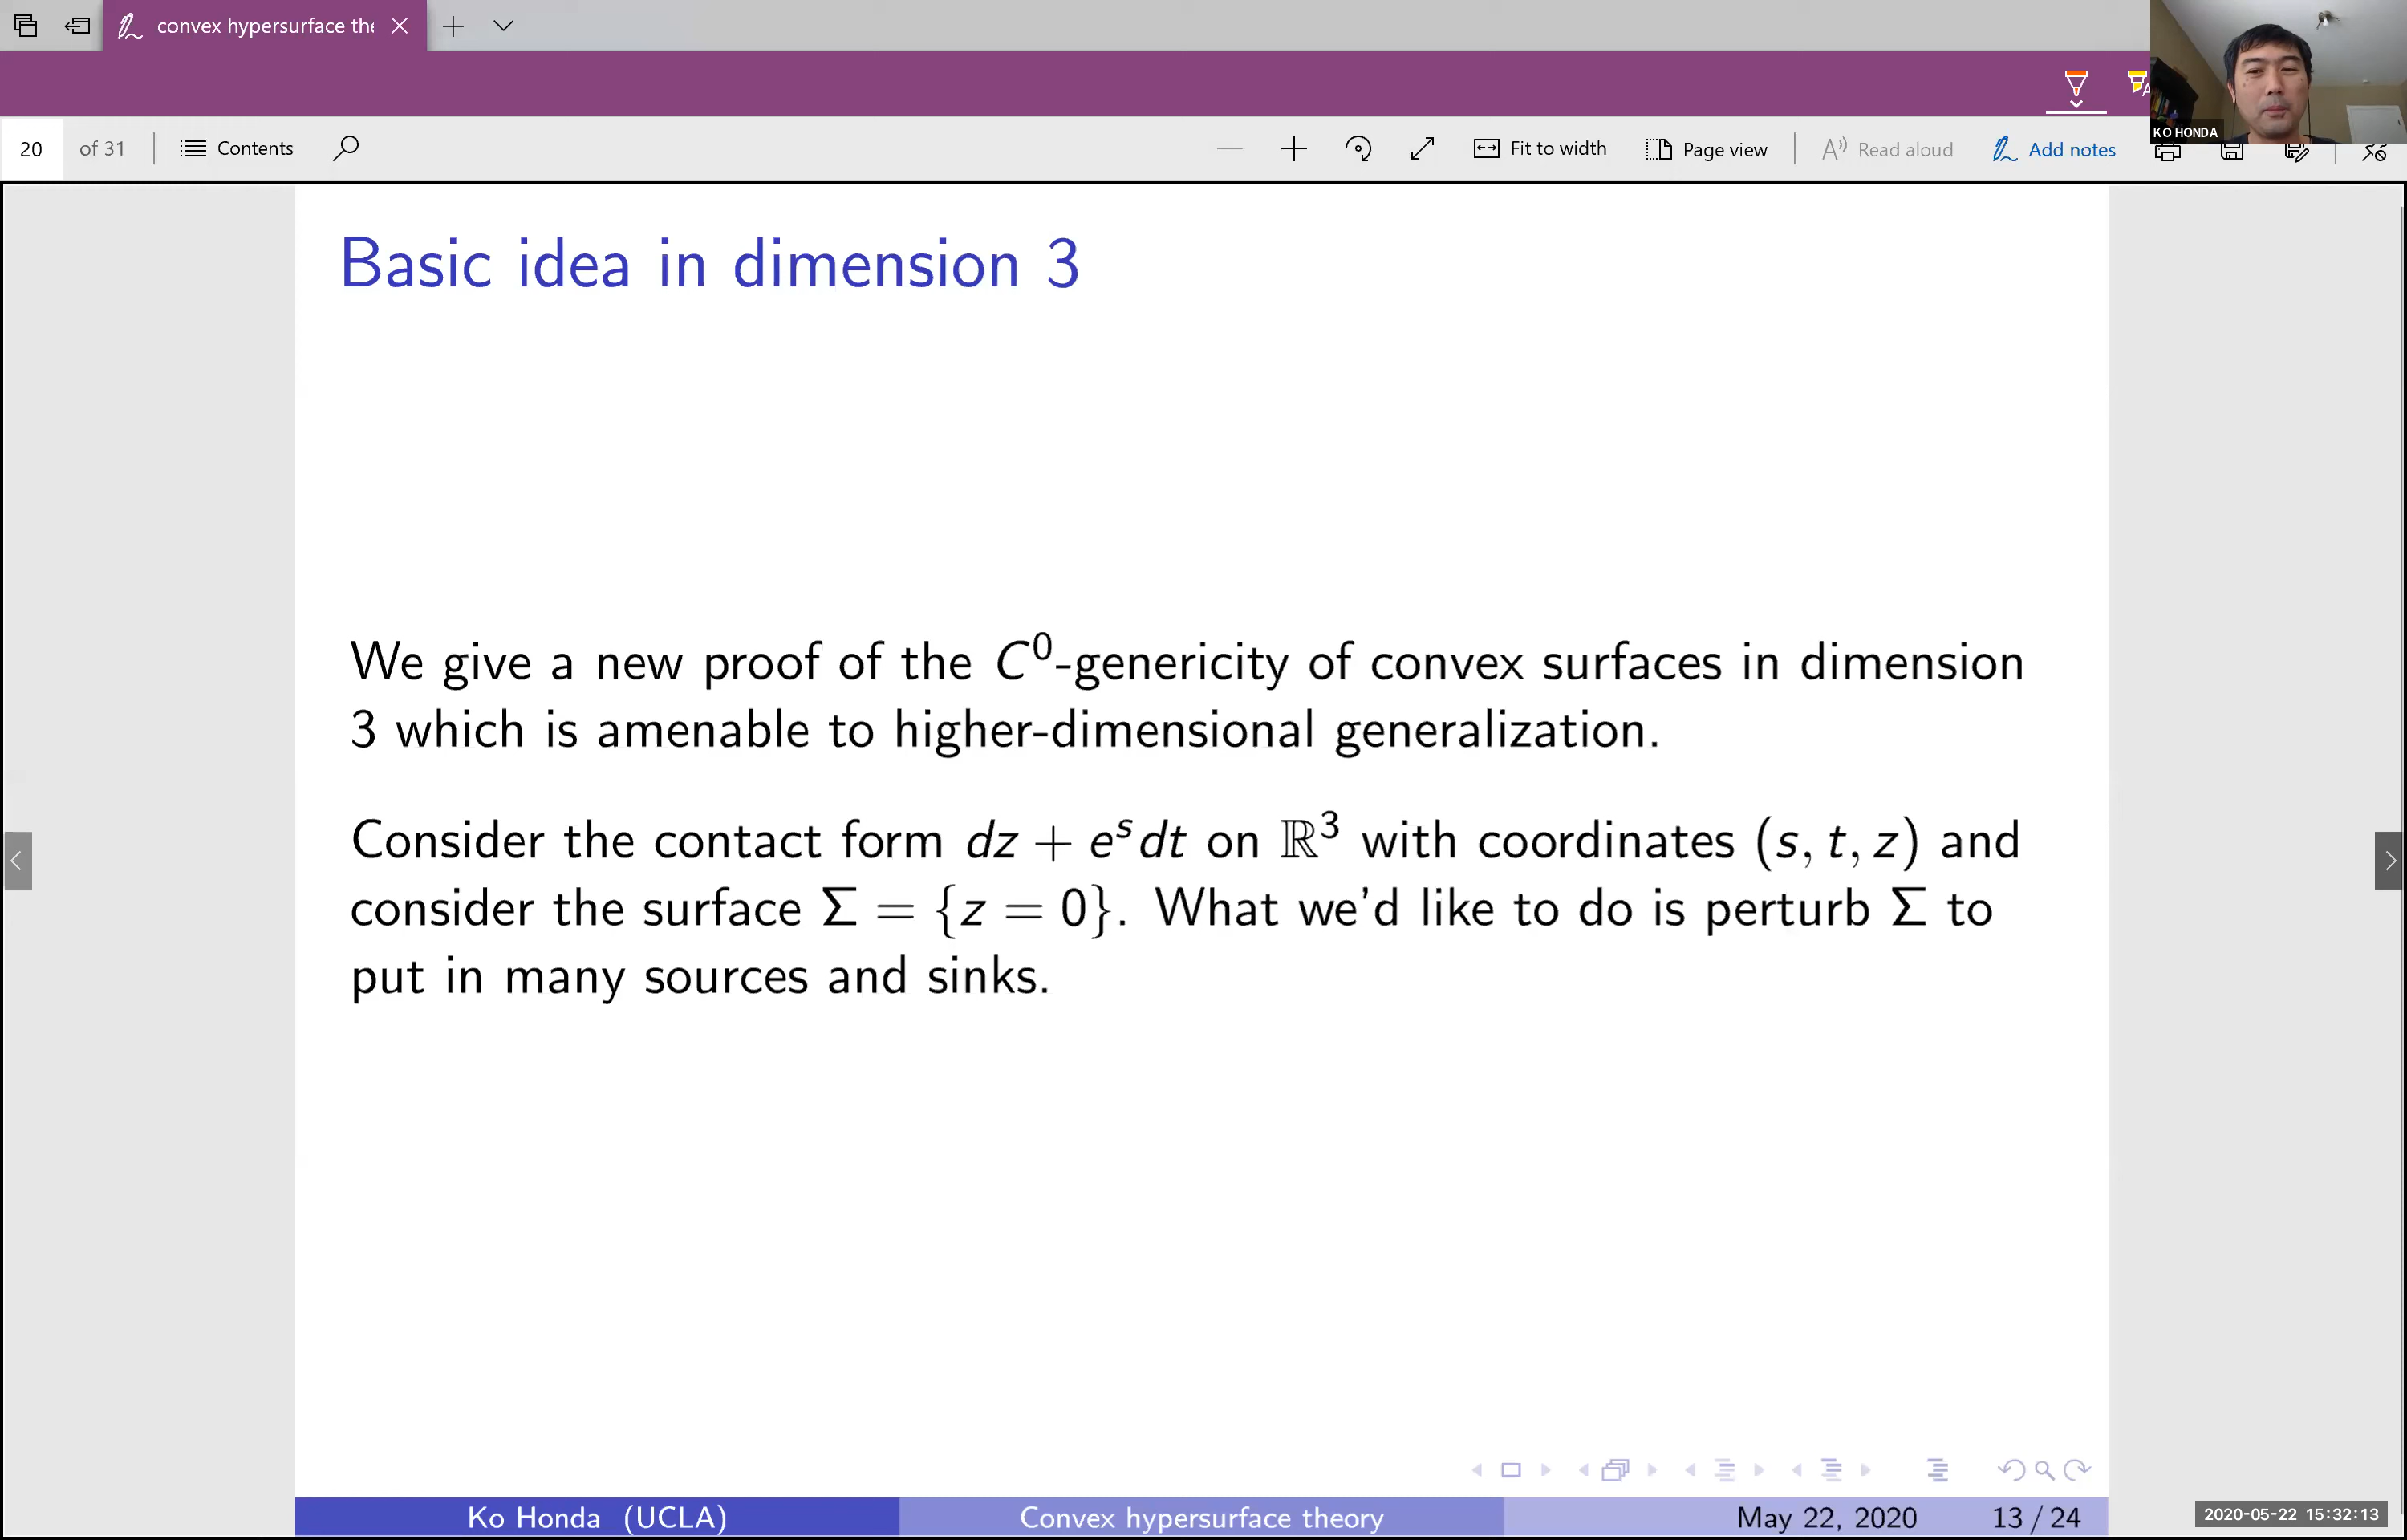 convex hypersurface the
20 of 31 Contents Fit to width Page view Read aloud Add notes
KO HONDA
Basic idea in dimension 3
We give a new proof of the C⁰-genericity of convex surfaces in dimension
3 which is amenable to higher-dimensional generalization.
Consider the contact form dz + eˢdt on ℝ³ with coordinates (s, t, z) and
consider the surface Σ = {z = 0}. What we'd like to do is perturb Σ to
put in many sources and sinks.
Ko Honda (UCLA) Convex hypersurface theory May 22, 2020 13 / 24
2020-05-22 15:32:13